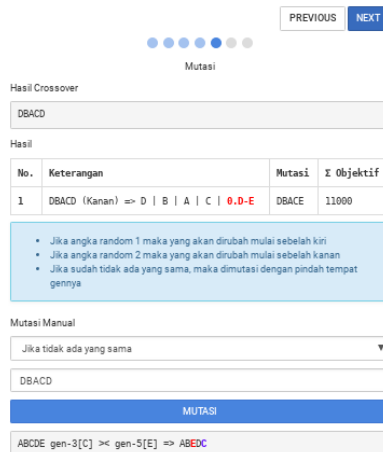 PREVIOUS NEXT
Mutasi
Hasil Crossover
DBACD
Hasil
No. Keterangan Mutasi Σ Objektif
1 DBACD (Kanan) => D | B | A | C | 0.D-E DBACE 11000
Jika angka random 1 maka yang akan dirubah mulai sebelah kiri
Jika angka random 2 maka yang akan dirubah mulai sebelah kanan
Jika sudah tidak ada yang sama, maka dimutasi dengan pindah tempat
gennya
Mutasi Manual
Jika tidak ada yang sama
DBACD
MUTASI
ABCDE gen-3[C] >< gen-5[E] => ABEDC